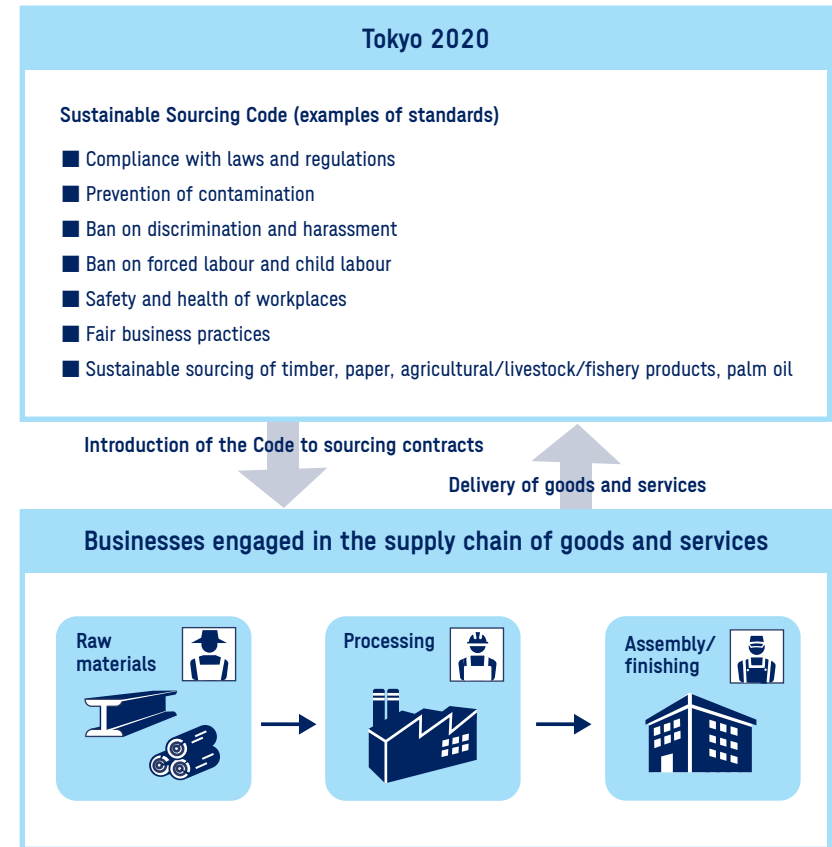 Tokyo 2020
Sustainable Sourcing Code (examples of standards)
■ Compliance with laws and regulations
■ Prevention of contamination
■ Ban on discrimination and harassment
■ Ban on forced labour and child labour
■ Safety and health of workplaces
■ Fair business practices
■ Sustainable sourcing of timber, paper, agricultural/livestock/fishery products, palm oil
Introduction of the Code to sourcing contracts
Delivery of goods and services
Businesses engaged in the supply chain of goods and services
Raw
materials
Processing
Assembly/
finishing